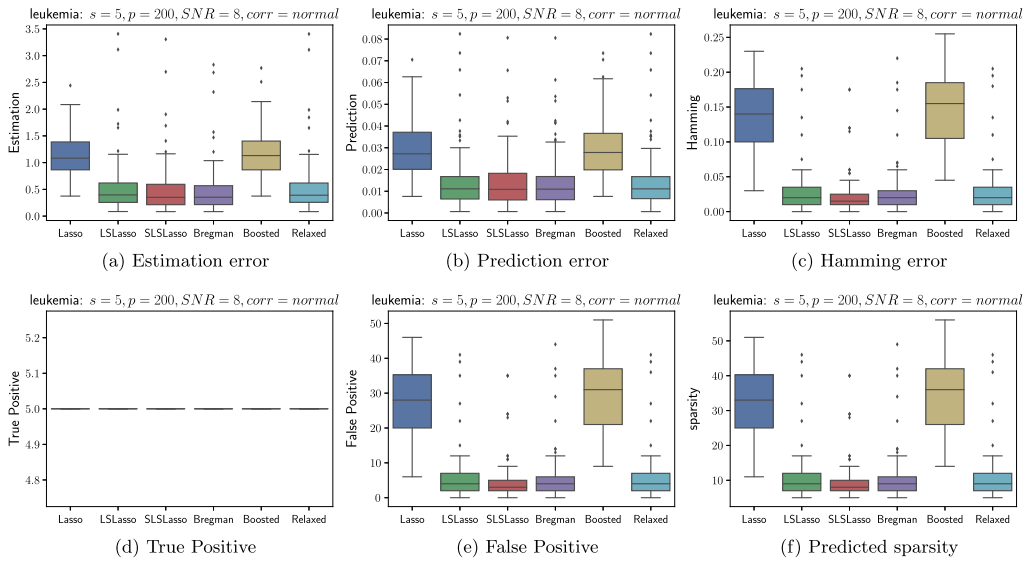 leukemia: s = 5, p = 200, SNR = 8, corr = normal
Estimation
3.5
3.0
2.5
2.0
1.5
1.0
0.5
0.0
Lasso LSLasso SLSLasso Bregman Boosted Relaxed
(a) Estimation error
leukemia: s = 5, p = 200, SNR = 8, corr = normal
Prediction
0.08
0.07
0.06
0.05
0.04
0.03
0.02
0.01
0.00
Lasso LSLasso SLSLasso Bregman Boosted Relaxed
(b) Prediction error
leukemia: s = 5, p = 200, SNR = 8, corr = normal
Hamming
0.25
0.20
0.15
0.10
0.05
0.00
Lasso LSLasso SLSLasso Bregman Boosted Relaxed
(c) Hamming error
leukemia: s = 5, p = 200, SNR = 8, corr = normal
True Positive
5.2
5.1
5.0
4.9
4.8
Lasso LSLasso SLSLasso Bregman Boosted Relaxed
(d) True Positive
leukemia: s = 5, p = 200, SNR = 8, corr = normal
False Positive
50
40
30
20
10
0
Lasso LSLasso SLSLasso Bregman Boosted Relaxed
(e) False Positive
leukemia: s = 5, p = 200, SNR = 8, corr = normal
sparsity
50
40
30
20
10
Lasso LSLasso SLSLasso Bregman Boosted Relaxed
(f) Predicted sparsity